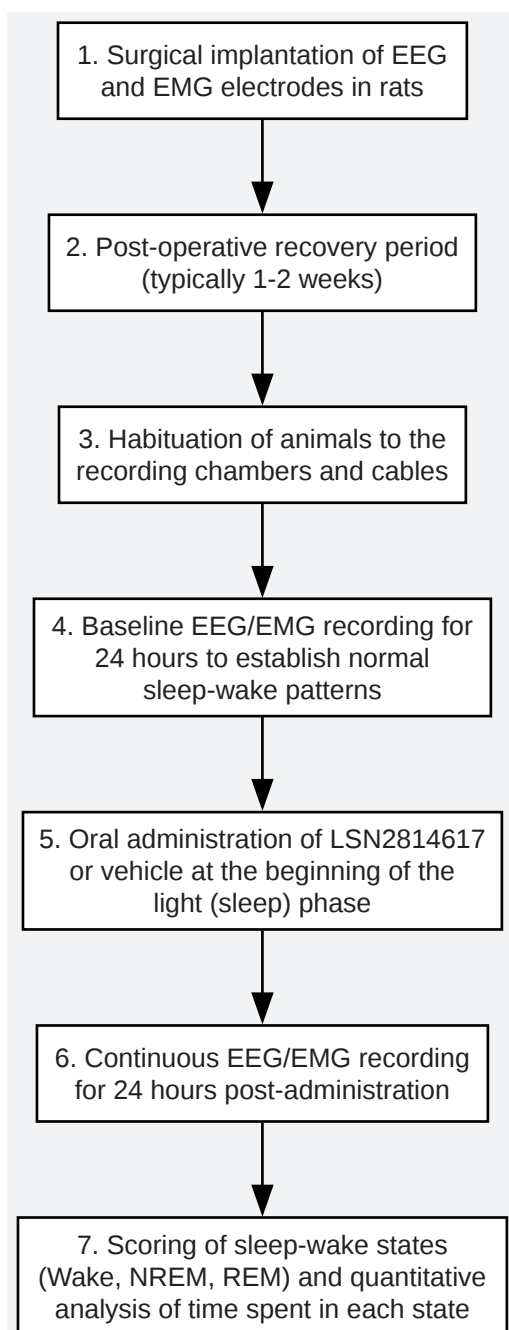 1. Surgical implantation of EEG
and EMG electrodes in rats
2. Post-operative recovery period
(typically 1-2 weeks)
3. Habituation of animals to the
recording chambers and cables
4. Baseline EEG/EMG recording for
24 hours to establish normal
sleep-wake patterns
5. Oral administration of LSN2814617
or vehicle at the beginning of the
light (sleep) phase
6. Continuous EEG/EMG recording
for 24 hours post-administration
7. Scoring of sleep-wake states
(Wake, NREM, REM) and quantitative
analysis of time spent in each state